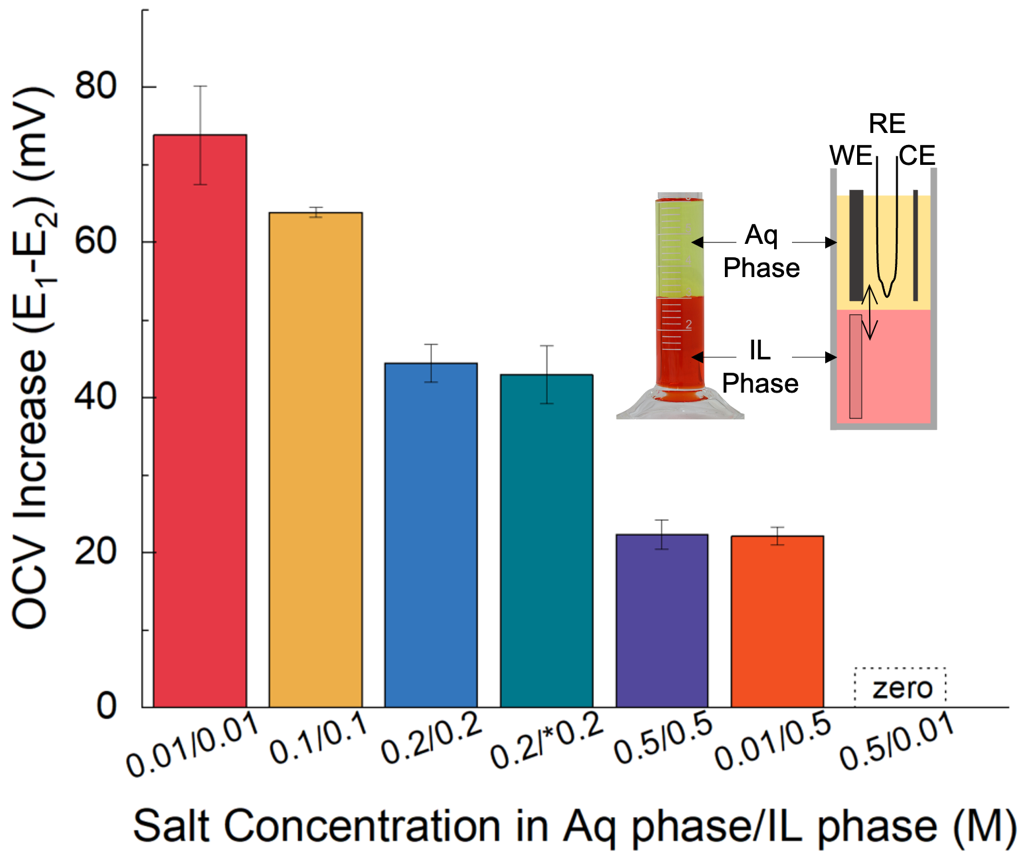 OCV Increase (E₁-E₂) (mV)
80
60
40
20
0
RE
WE CE
Aq
Phase
IL
Phase
2
zero
0.01/0.01
0.1/0.1
0.2/0.2
0.2/*0.2
0.5/0.5
0.01/0.5
0.5/0.01
Salt Concentration in Aq phase/IL phase (M)